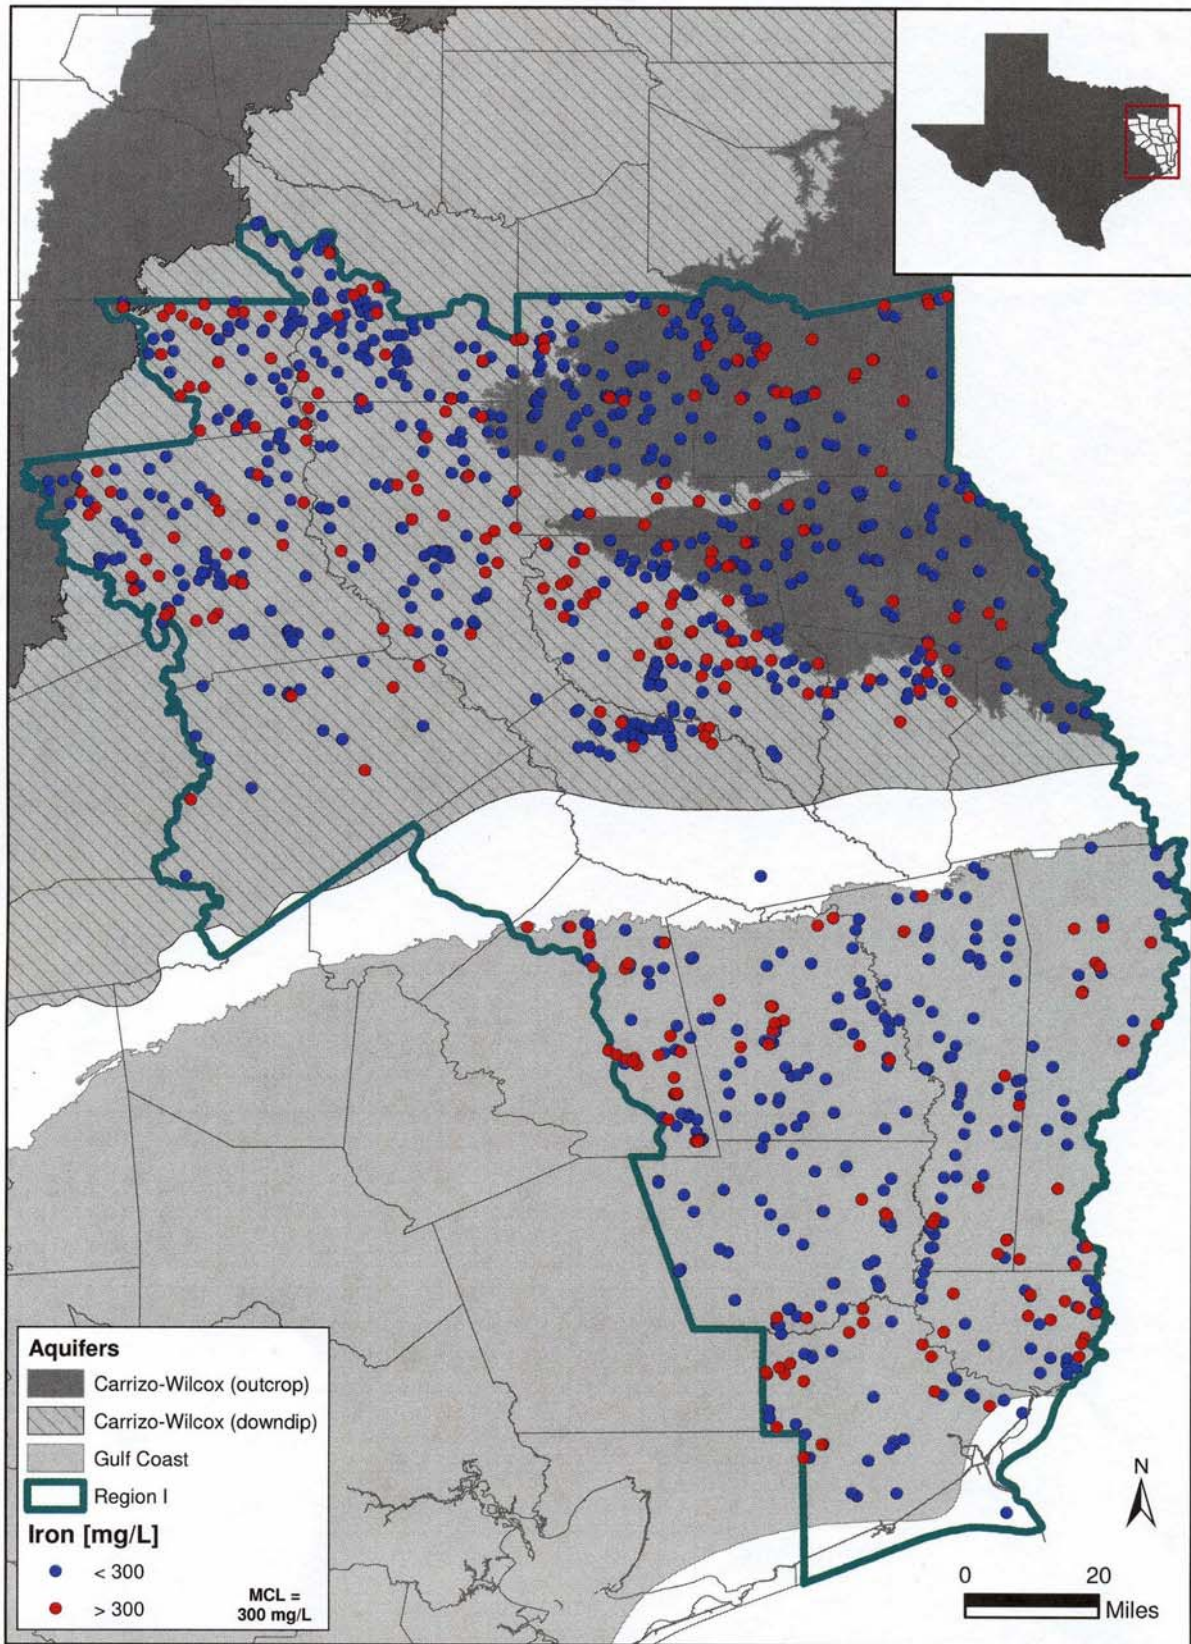 Aquifers
Carrizo-Wilcox (outcrop)
Carrizo-Wilcox (downdip)
Gulf Coast
Region I
Iron [mg/L]
< 300
> 300
MCL =
300 mg/L
N
0 20
Miles